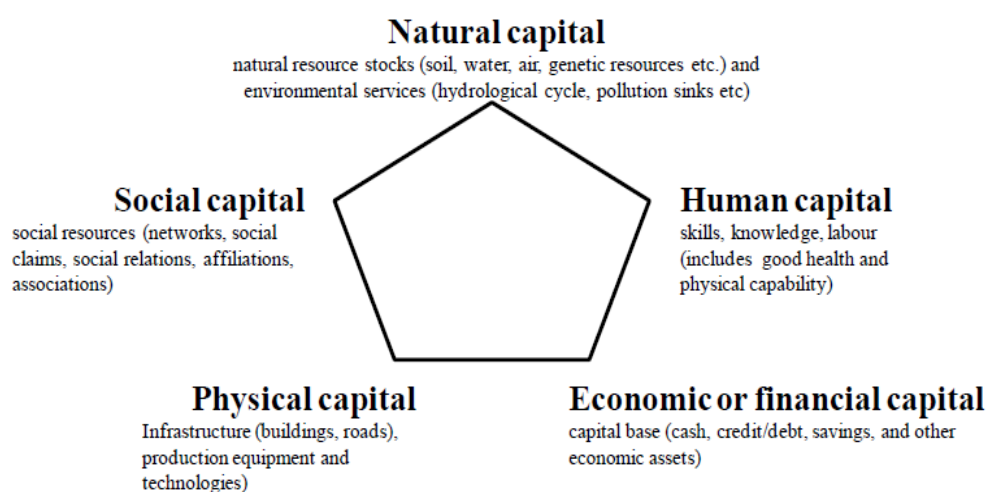 Natural capital
natural resource stocks (soil, water, air, genetic resources etc.) and
environmental services (hydrological cycle, pollution sinks etc)
Social capital
social resources (networks, social
claims, social relations, affiliations,
associations)
Human capital
skills, knowledge, labour
(includes good health and
physical capability)
Physical capital
Infrastructure (buildings, roads),
production equipment and
technologies)
Economic or financial capital
capital base (cash, credit/debt, savings, and other
economic assets)